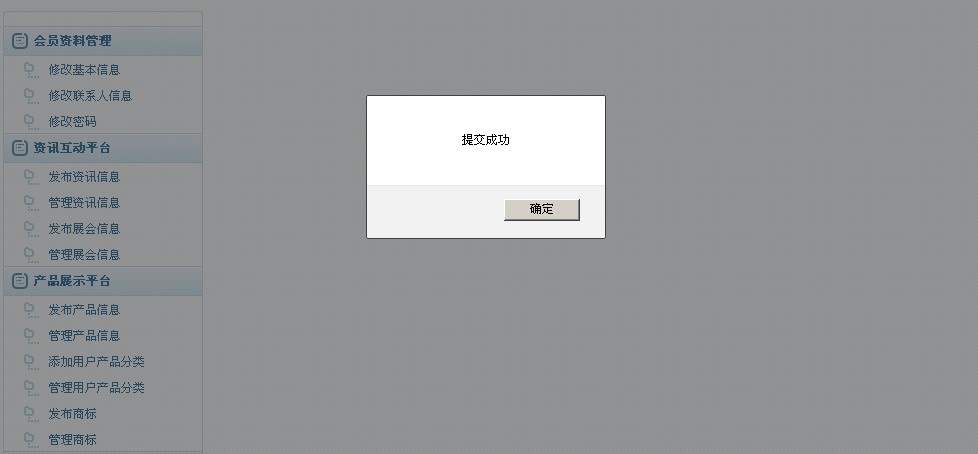 会员资料管理
修改基本信息
修改联系人信息
修改密码
资讯互动平台
发布资讯信息
管理资讯信息
发布展会信息
管理展会信息
产品展示平台
发布产品信息
管理产品信息
添加用户产品分类
管理用户产品分类
发布商标
管理商标
提交成功
确定